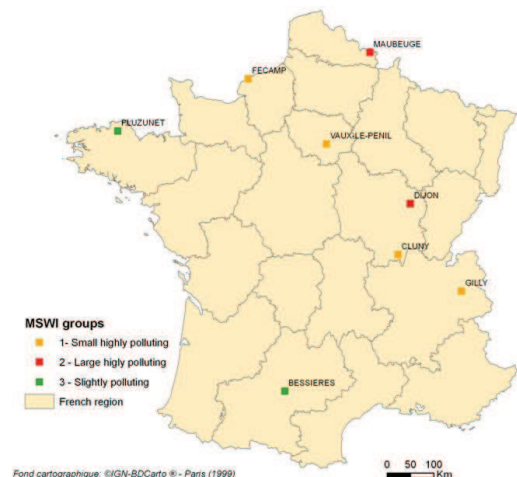 MAUBEUGE
FECAMP
PLUZUNET
VAUX-LE-PENIL
DIJON
CLUNY
GILLY
MSWI groups
1- Small highly polluting
2 - Large higly polluting
3 - Slightly polluting
French region
BESSIERES
0 50 100
Km
Fond cartographique: ©IGN-BDCarto ® - Paris (1999)